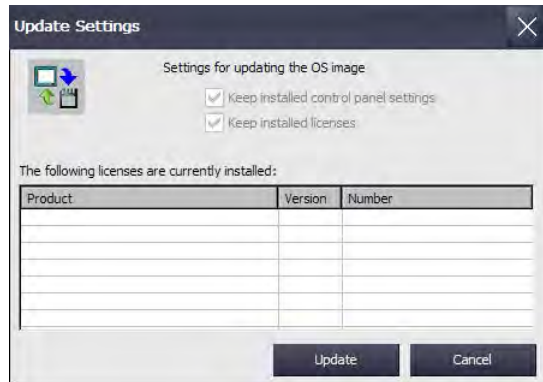 Update Settings
Settings for updating the OS image
Keep installed control panel settings
Keep installed licenses
The following licenses are currently installed:
Product Version Number
Update Cancel